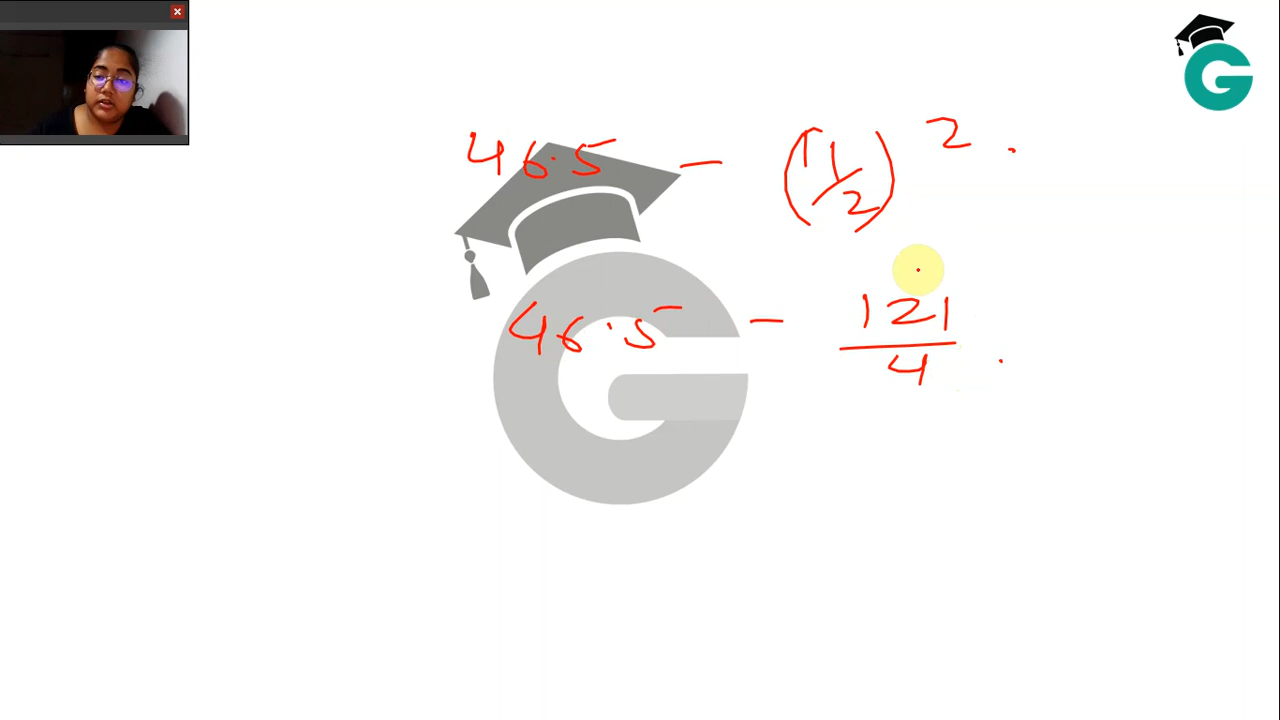 46.5 - (11/2)² .
46.5 - 121/4 .